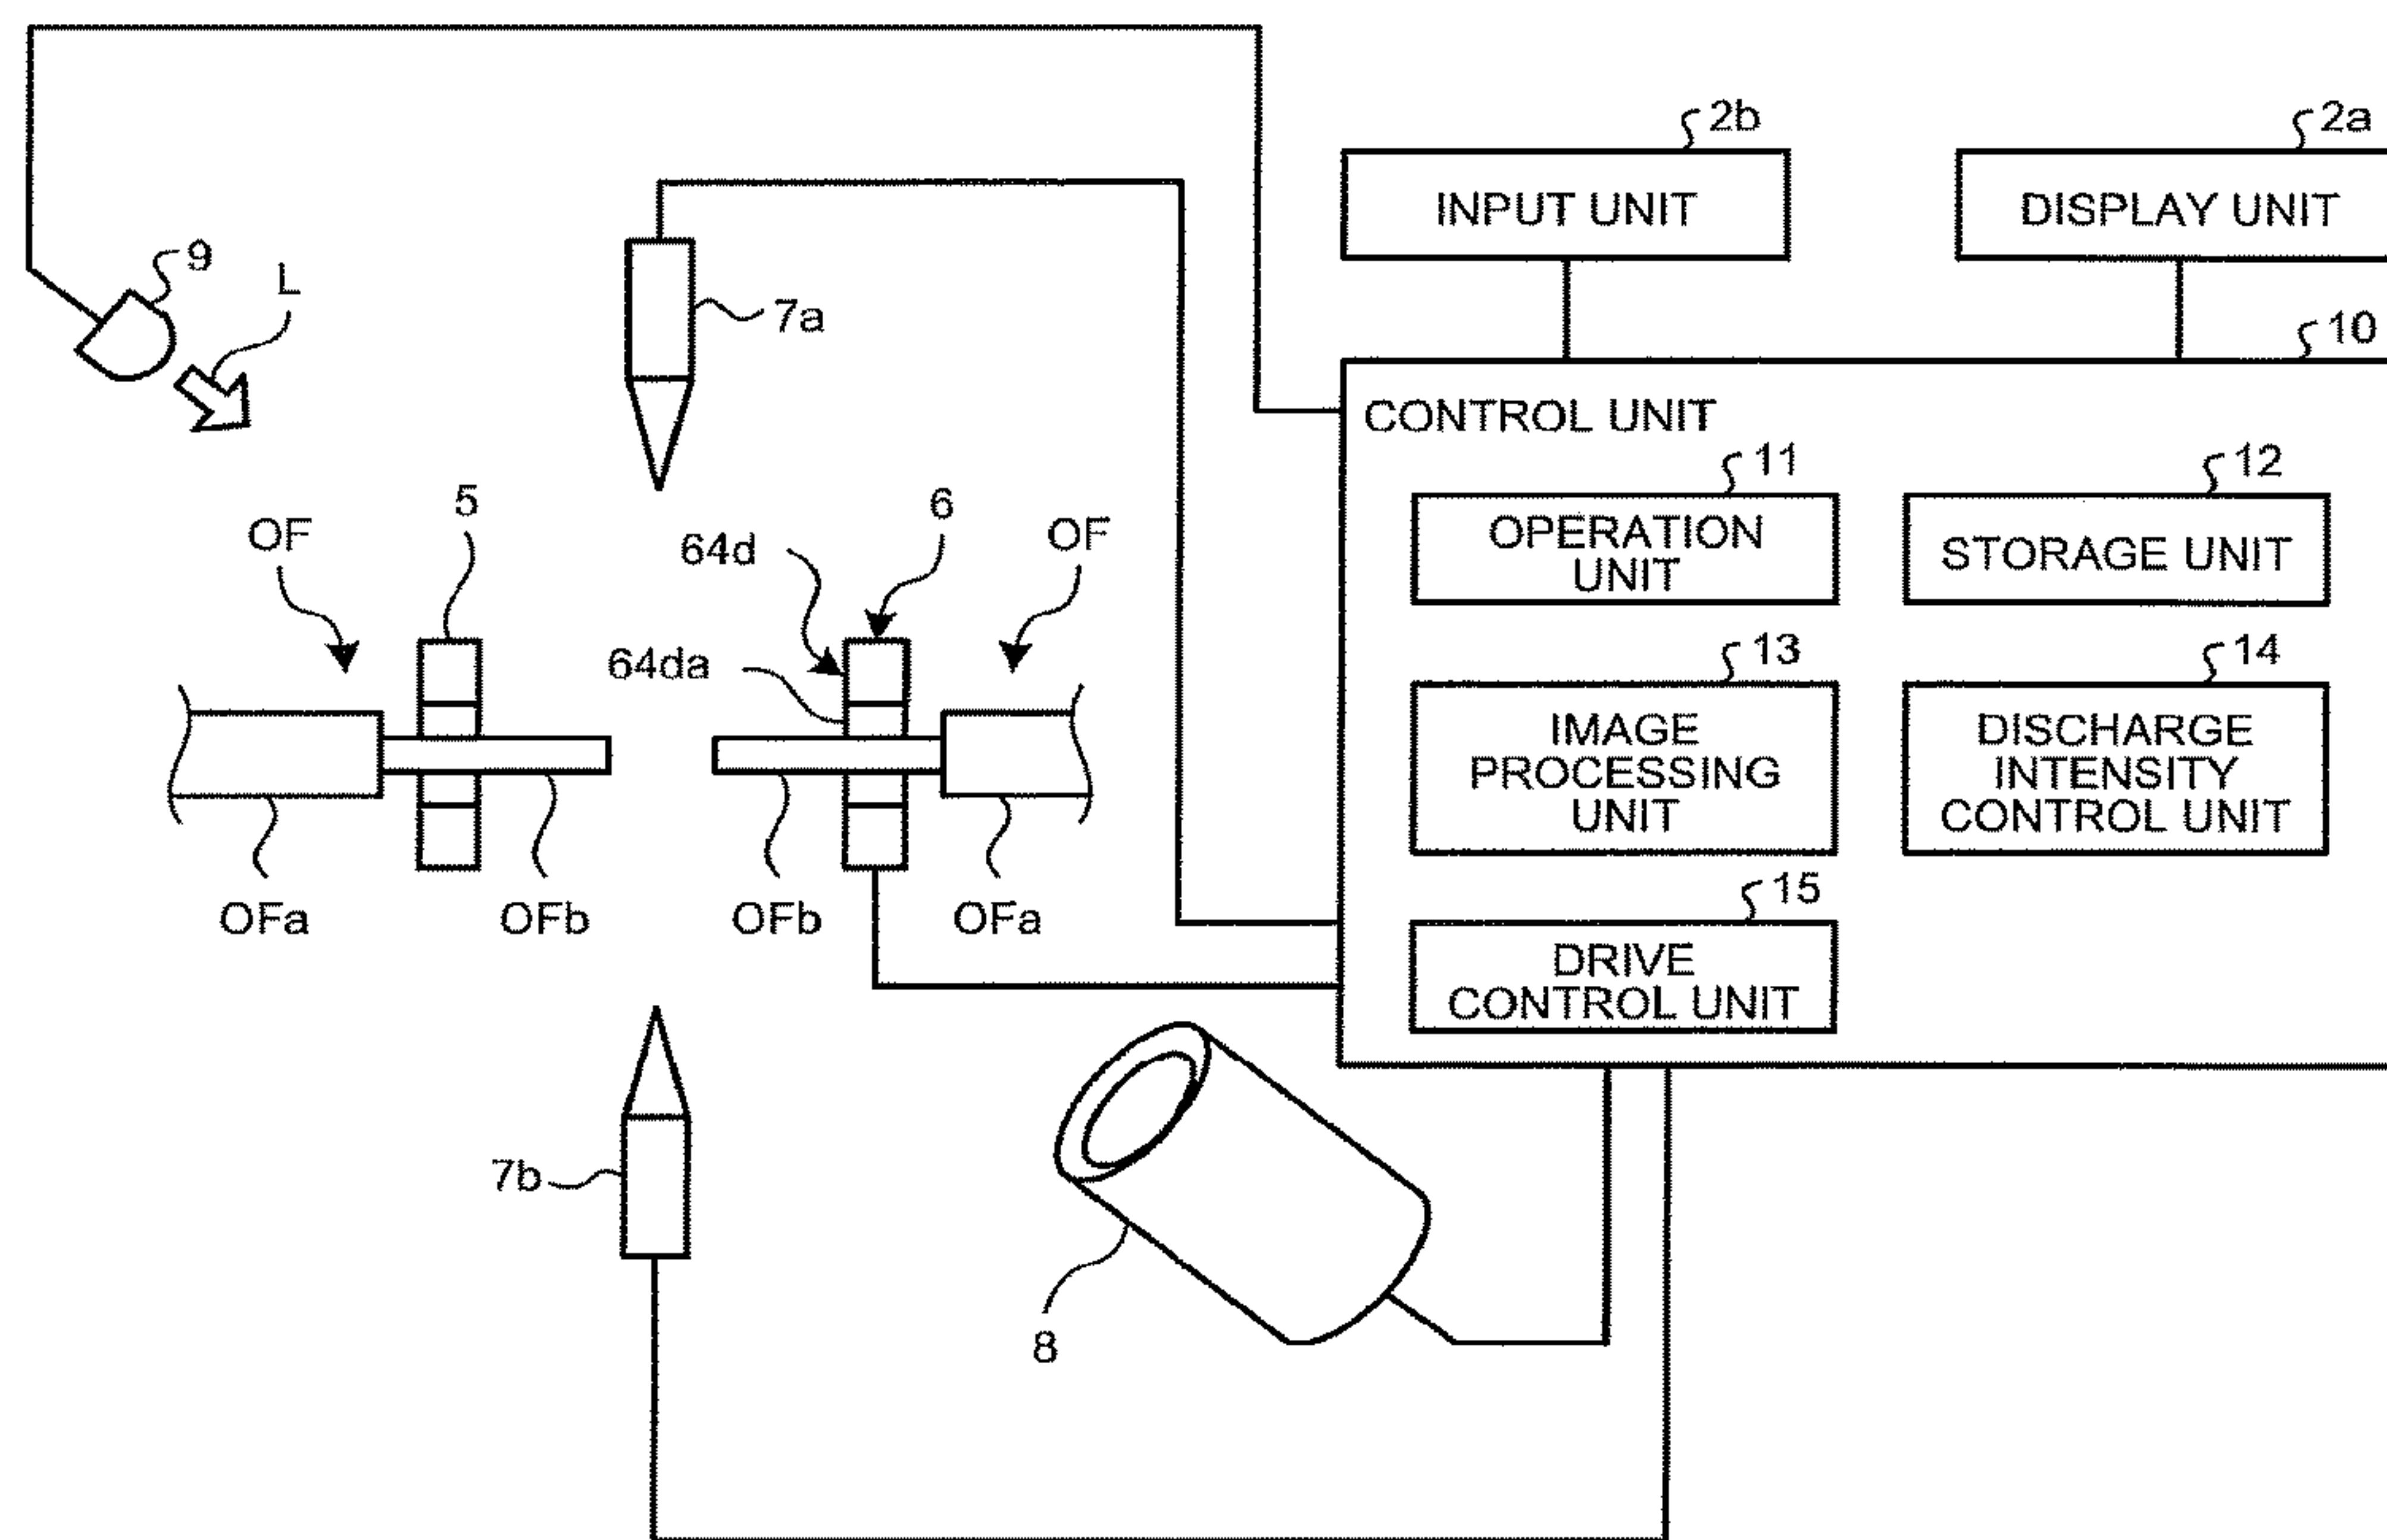 2b
2a
INPUT UNIT
DISPLAY UNIT
9
L
7a
10
CONTROL UNIT
11
12
OPERATION
UNIT
STORAGE UNIT
5
6
OF
64d
OF
64da
13
14
IMAGE
PROCESSING
UNIT
DISCHARGE
INTENSITY
CONTROL UNIT
OFa
OFb
OFb
OFa
15
DRIVE
CONTROL UNIT
7b
8